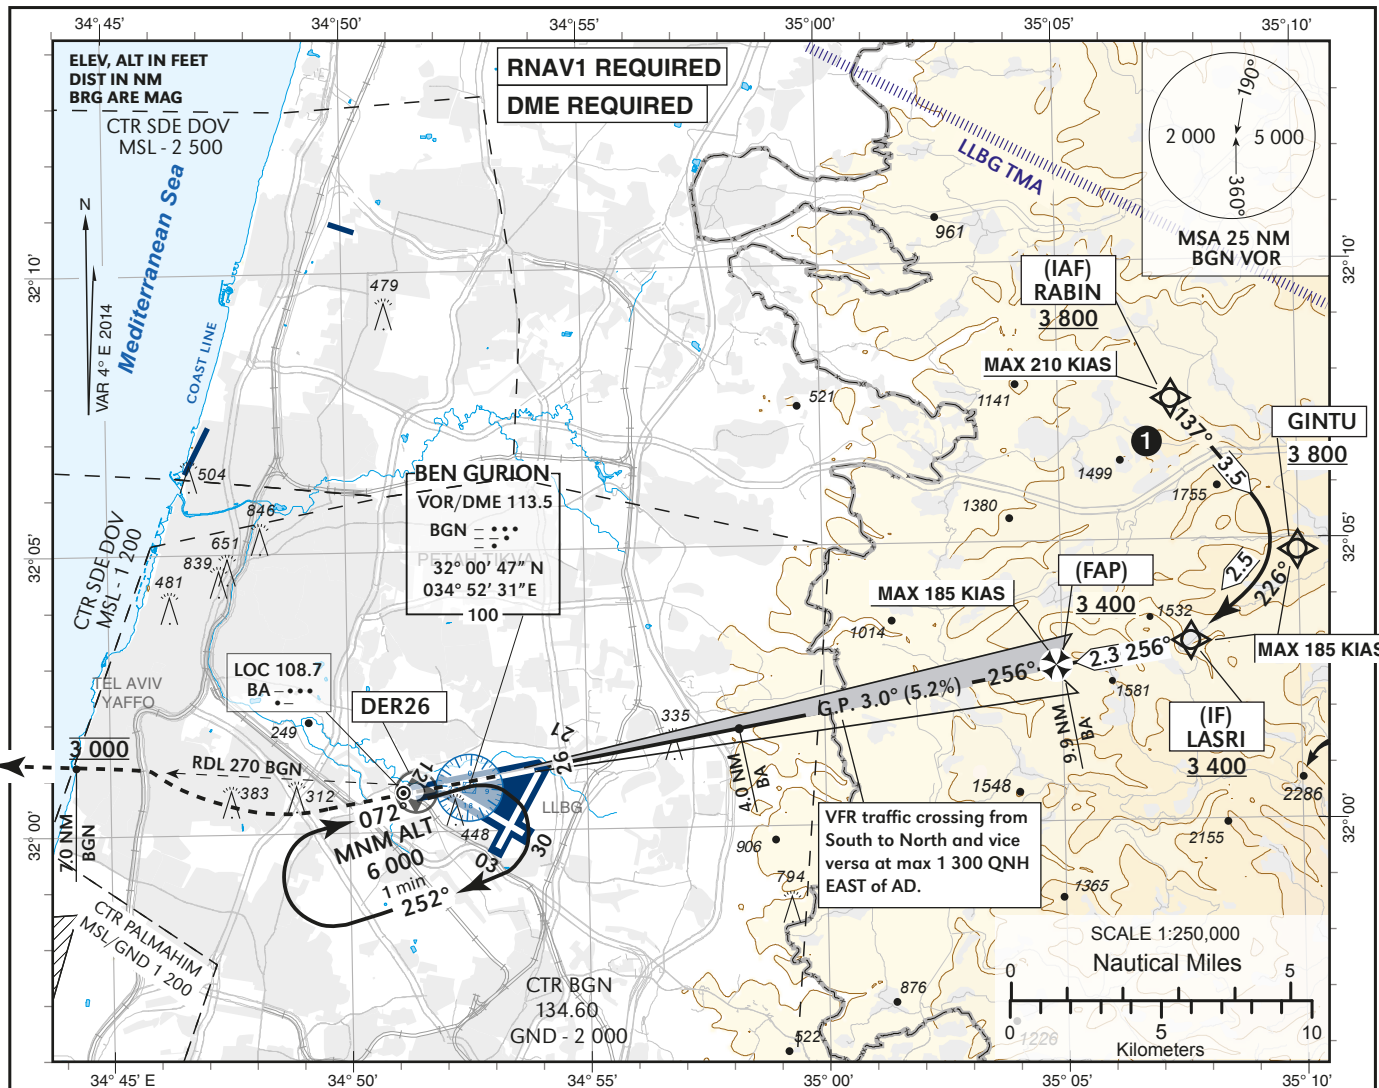 34° 45'
34° 50'
34° 55'
35° 00'
35° 05'
35° 10'
ELEV, ALT IN FEET
DIST IN NM
BRG ARE MAG
CTR SDE DOV
MSL - 2 500
RNAV1 REQUIRED
DME REQUIRED
LLBG TMA
190°
2 000
5 000
360°
MSA 25 NM
BGN VOR
N
VAR 4° E 2014
Mediterranean Sea
COAST LINE
32° 10'
32° 10'
961
479
(IAF)
RABIN
3 800
MAX 210 KIAS
1141
521
137°
1
3.5
GINTU
3 800
1499
1755
504
BEN GURION
VOR/DME 113.5
BGN
PETAH TIKVA
32° 00' 47" N
034° 52' 31"E
100
1380
846
651
839
481
32° 05'
32° 05'
CTR SDE DOV
MSL - 1 200
2.5
226°
(FAP)
3 400
MAX 185 KIAS
1532
1014
MAX 185 KIAS
2.3 256°
256°
G.P. 3.0° (5.2%)
1581
9.9 NM
BA
(IF)
LASRI
3 400
LOC 108.7
BA
TEL AVIV
YAFFO
DER26
249
335
21
26
12
3 000
RDL 270 BGN
4.0 NM
BA
383
312
LLBG
448
30
03
1548
2286
2155
072°
MNM ALT
6 000
1 min
252°
7.0 NM
BGN
32° 00'
32° 00'
VFR traffic crossing from
South to North and vice
versa at max 1 300 QNH
EAST of AD.
906
794
1365
CTR PALMAHIM
MSL/GND 1 200
SCALE 1:250,000
Nautical Miles
0
5
0
5
10
Kilometers
CTR BGN
134.60
GND - 2 000
876
522
1226
34° 45' E
34° 50'
34° 55'
35° 00'
35° 05'
35° 10'